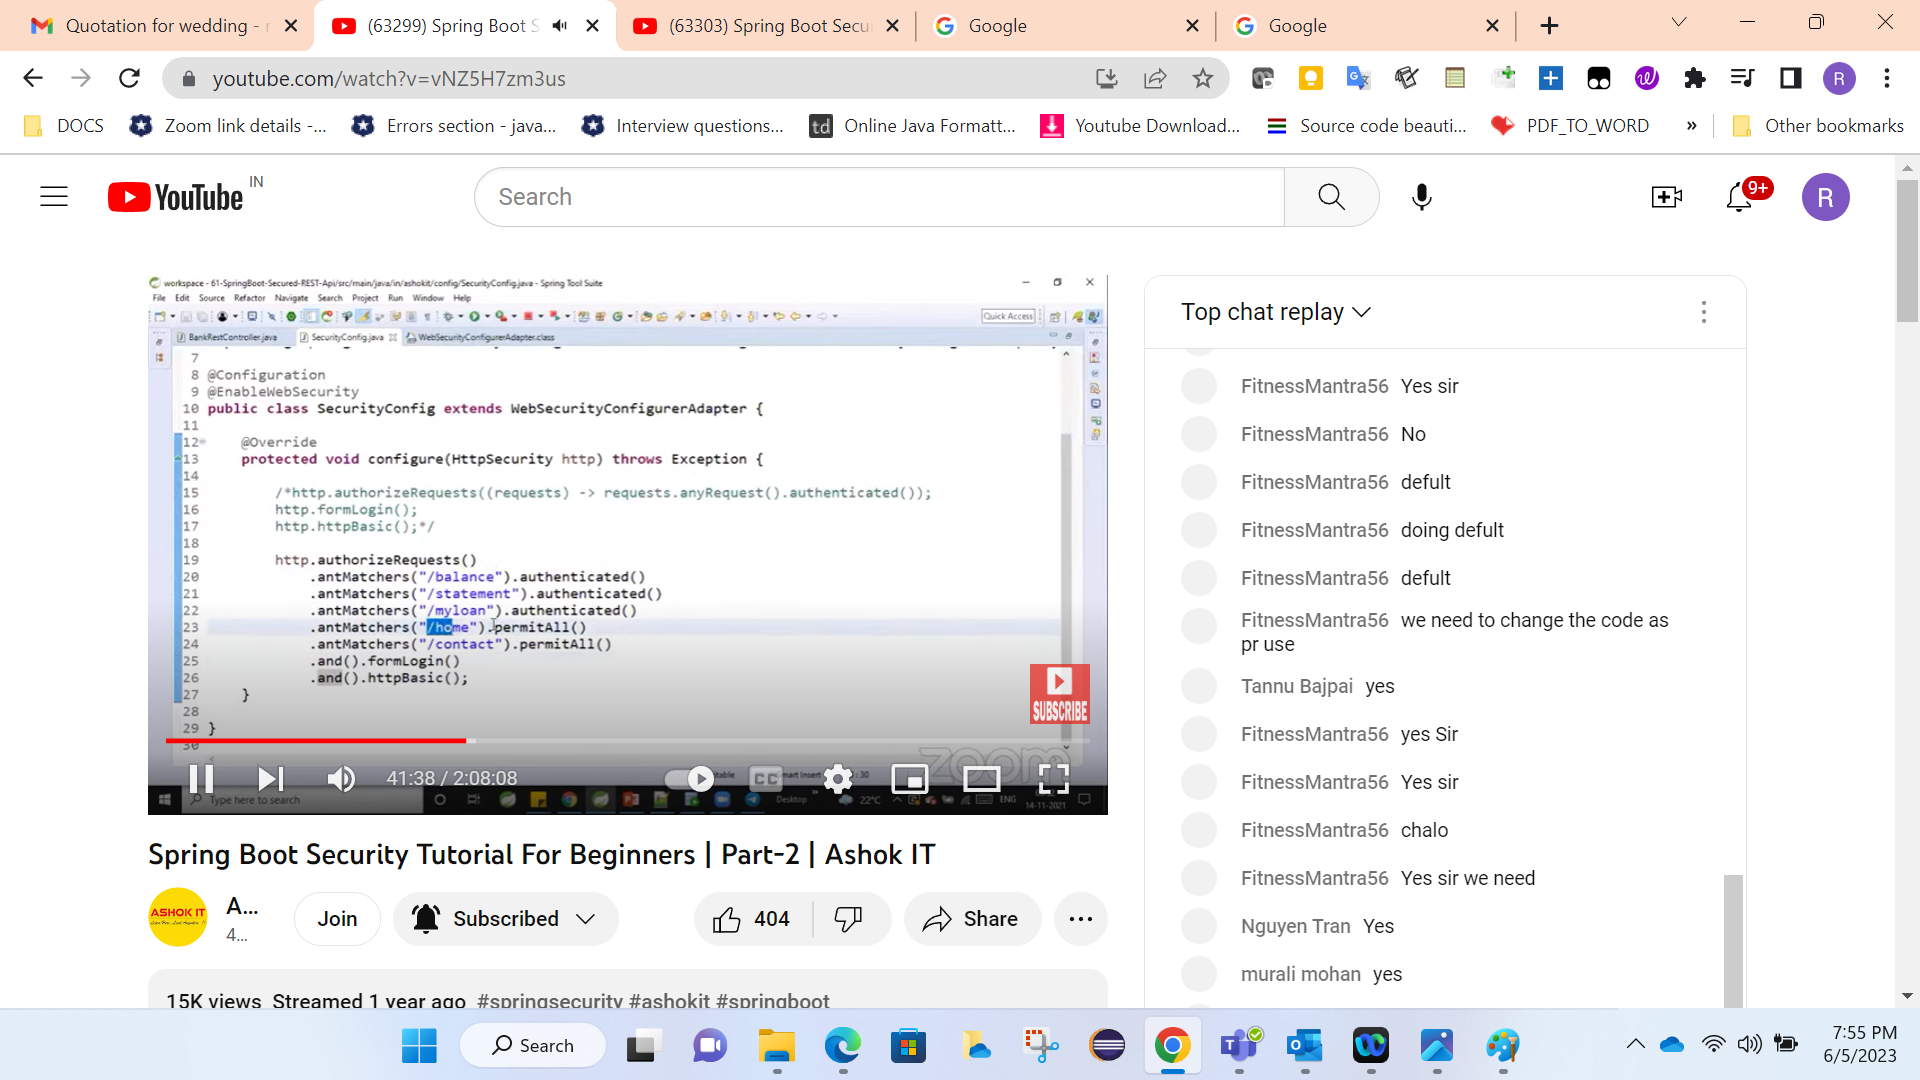 Quotation for wedding - r
(63299) Spring Boot S
(63303) Spring Boot Secu
Google
Google
youtube.com/watch?v=vNZ5H7zm3us
R
DOCS
Zoom link details -...
Errors section - java...
Interview questions...
td Online Java Formatt...
Youtube Download...
Source code beauti...
PDF_TO_WORD
»
Other bookmarks
YouTube IN
Search
9+
R
workspace - 61-SpringBoot-Secured-REST-Api/src/main/java/in/ashokit/config/SecurityConfig.java - Spring Tool Suite
File Edit Source Refactor Navigate Search Project Run Window Help
Quick Access
BankRestController.java SecurityConfig.java WebSecurityConfigurerAdapter.class
7
8 @Configuration
9 @EnableWebSecurity
10 public class SecurityConfig extends WebSecurityConfigurerAdapter {
11
12 @Override
13 protected void configure(HttpSecurity http) throws Exception {
14
15 /*http.authorizeRequests((requests) -> requests.anyRequest().authenticated());
16 http.formLogin();
17 http.httpBasic();*/
18
19 http.authorizeRequests()
20 .antMatchers("/balance").authenticated()
21 .antMatchers("/statement").authenticated()
22 .antMatchers("/myloan").authenticated()
23 .antMatchers("/home").permitAll()
24 .antMatchers("/contact").permitAll()
25 .and().formLogin()
26 .and().httpBasic();
27 }
28
29 }
30
SUBSCRIBE
zoom
41:38 / 2:08:08
CC
Type here to search
Desktop
22°C
ENG
14-11-2021
Spring Boot Security Tutorial For Beginners | Part-2 | Ashok IT
ASHOK IT
A...
4...
Join
Subscribed
404
Share
15K views Streamed 1 year ago #springsecurity #ashokit #springboot
Top chat replay
FitnessMantra56 Yes sir
FitnessMantra56 No
FitnessMantra56 defult
FitnessMantra56 doing defult
FitnessMantra56 defult
FitnessMantra56 we need to change the code as
pr use
Tannu Bajpai yes
FitnessMantra56 yes Sir
FitnessMantra56 Yes sir
FitnessMantra56 chalo
FitnessMantra56 Yes sir we need
Nguyen Tran Yes
murali mohan yes
Search
7:55 PM
6/5/2023